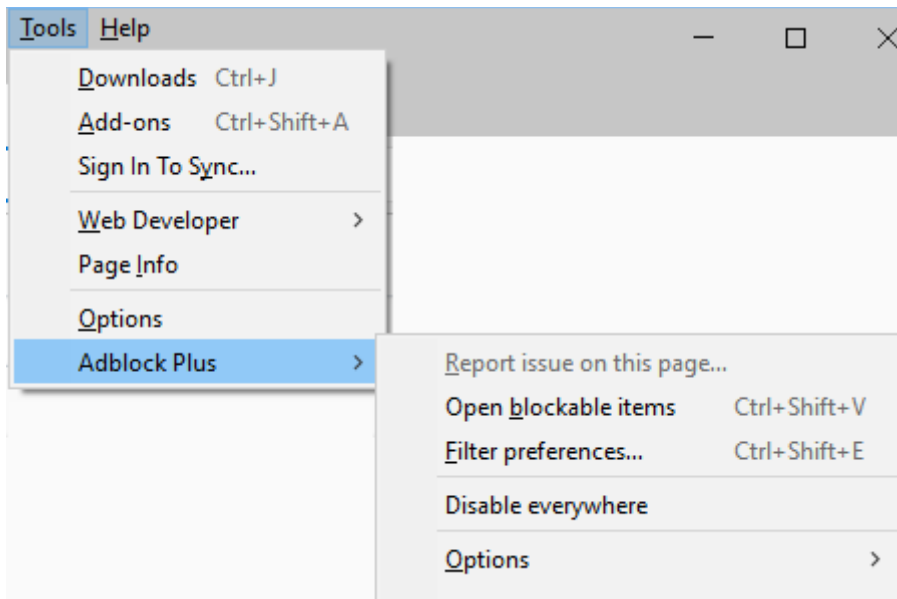 Tools Help
Downloads Ctrl+J
Add-ons Ctrl+Shift+A
Sign In To Sync...
Web Developer >
Page Info
Options
Adblock Plus >
Report issue on this page...
Open blockable items Ctrl+Shift+V
Filter preferences... Ctrl+Shift+E
Disable everywhere
Options >